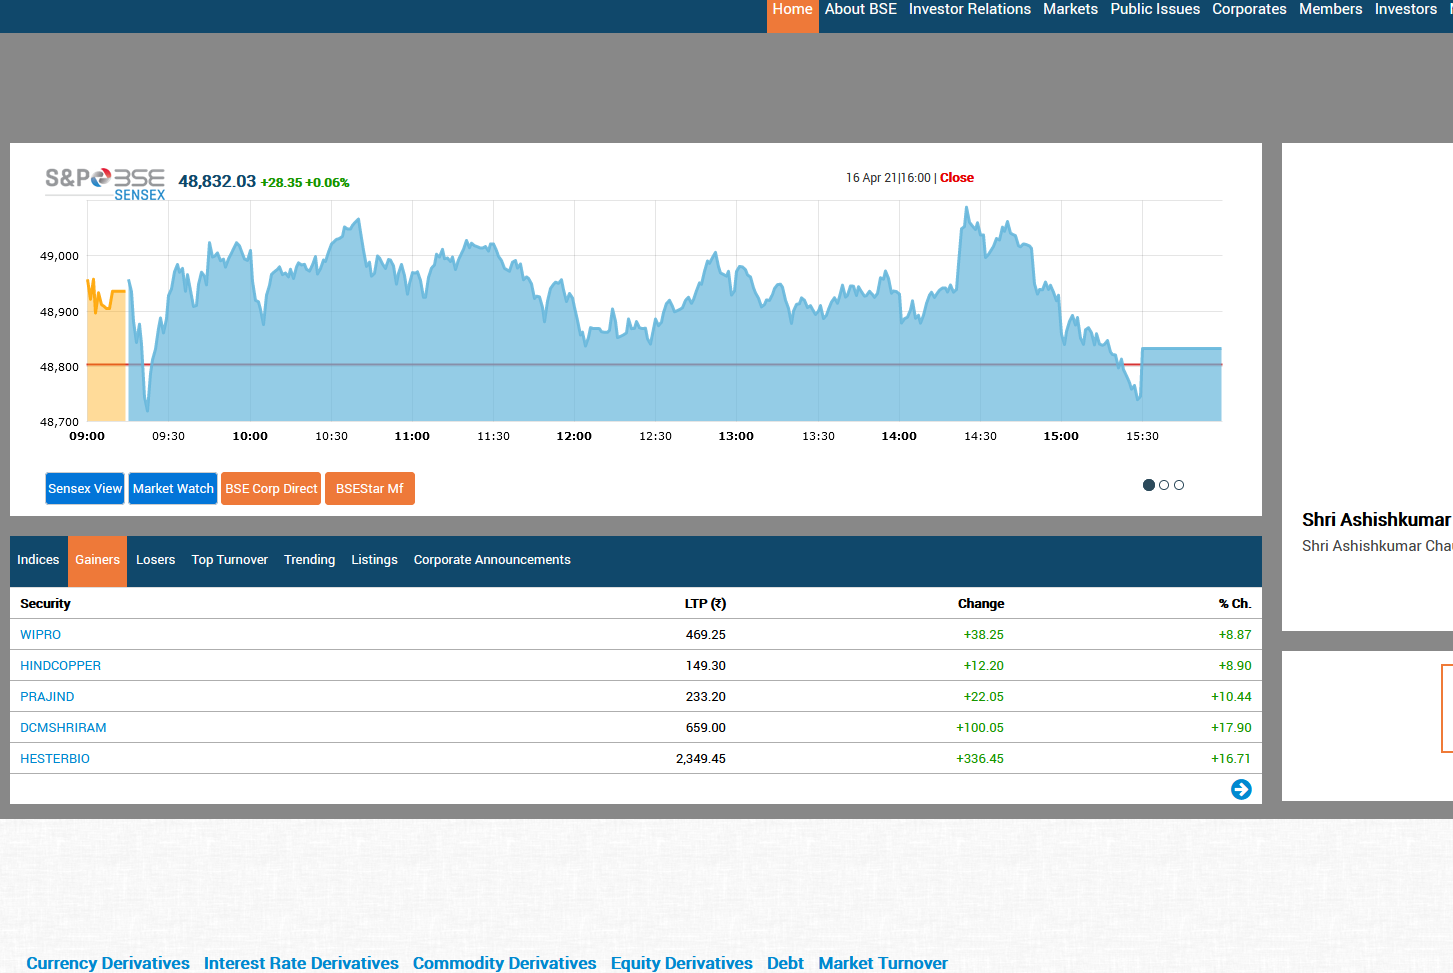 Home About BSE Investor Relations Markets Public Issues Corporates Members Investors
S&P BSE SENSEX 48,832.03 +28.35 +0.06%
16 Apr 21|16:00 | Close
49,000
48,900
48,800
48,700
09:00 09:30 10:00 10:30 11:00 11:30 12:00 12:30 13:00 13:30 14:00 14:30 15:00 15:30
Sensex View Market Watch BSE Corp Direct BSEStar Mf
Shri Ashishkumar
Shri Ashishkumar
Indices Gainers Losers Top Turnover Trending Listings Corporate Announcements
Security LTP (₹) Change % Ch.
WIPRO 469.25 +38.25 +8.87
HINDCOPPER 149.30 +12.20 +8.90
PRAJIND 233.20 +22.05 +10.44
DCMSHRIRAM 659.00 +100.05 +17.90
HESTERBIO 2,349.45 +336.45 +16.71
Currency Derivatives Interest Rate Derivatives Commodity Derivatives Equity Derivatives Debt Market Turnover